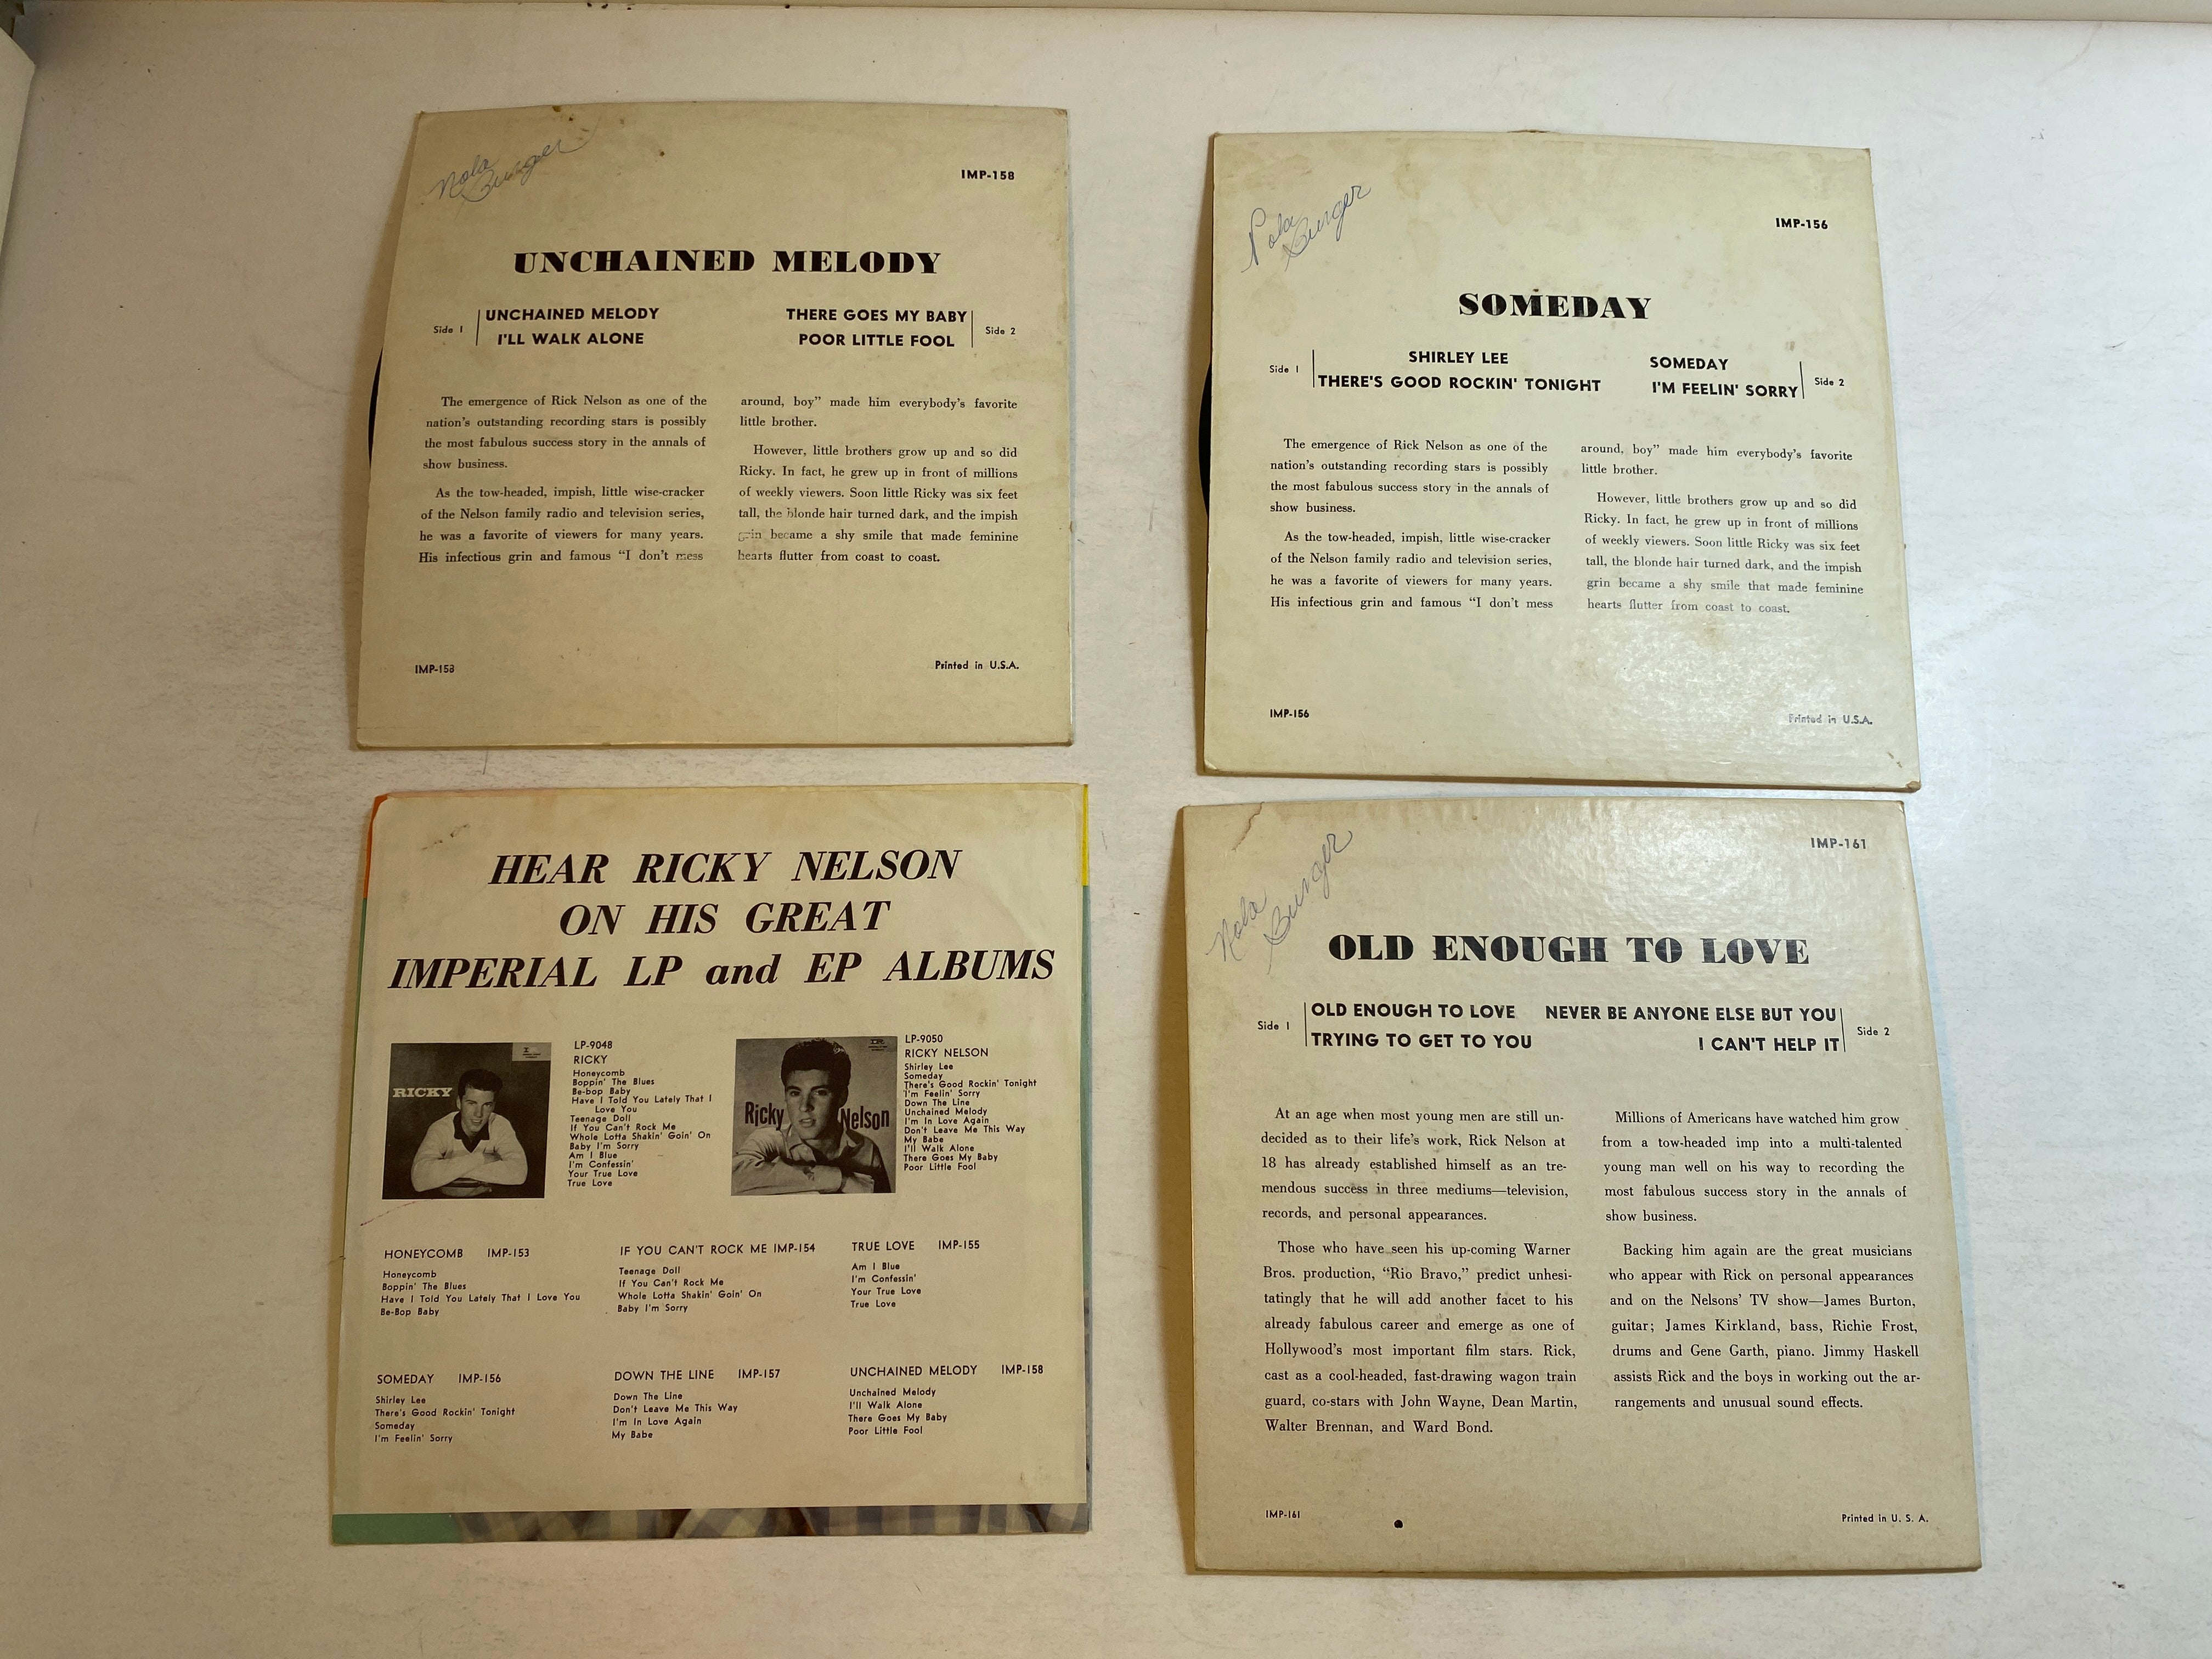 Nola
Burger
IMP-158
UNCHAINED MELODY
Side 1
UNCHAINED MELODY
I'LL WALK ALONE
THERE GOES MY BABY
POOR LITTLE FOOL
Side 2
The emergence of Rick Nelson as one of the
nation's outstanding recording stars is possibly
the most fabulous success story in the annals of
show business.
As the tow-headed, impish, little wise-cracker
of the Nelson family radio and television series,
he was a favorite of viewers for many years.
His infectious grin and famous “I don't mess
around, boy” made him everybody's favorite
little brother.
However, little brothers grow up and so did
Ricky. In fact, he grew up in front of millions
of weekly viewers. Soon little Ricky was six feet
tall, the blonde hair turned dark, and the impish
grin became a shy smile that made feminine
hearts flutter from coast to coast.
IMP-158
Printed in U.S.A.
Nola
Burger
IMP-156
SOMEDAY
Side 1
SHIRLEY LEE
THERE'S GOOD ROCKIN' TONIGHT
SOMEDAY
I'M FEELIN' SORRY
Side 2
The emergence of Rick Nelson as one of the
nation's outstanding recording stars is possibly
the most fabulous success story in the annals of
show business.
As the tow-headed, impish, little wise-cracker
of the Nelson family radio and television series,
he was a favorite of viewers for many years.
His infectious grin and famous “I don't mess
around, boy” made him everybody's favorite
little brother.
However, little brothers grow up and so did
Ricky. In fact, he grew up in front of millions
of weekly viewers. Soon little Ricky was six feet
tall, the blonde hair turned dark, and the impish
grin became a shy smile that made feminine
hearts flutter from coast to coast.
IMP-156
Printed in U.S.A.
HEAR RICKY NELSON
ON HIS GREAT
IMPERIAL LP and EP ALBUMS
RICKY
LP-9048
RICKY
Honeycomb
Boppin' The Blues
Be-bop Baby
Have I Told You Lately That I
Love You
Teenage Doll
If You Can't Rock Me
Whole Lotta Shakin' Goin' On
Baby I'm Sorry
Am I Blue
I'm Confessin'
Your True Love
True Love
Ricky Nelson
LP-9050
RICKY NELSON
Shirley Lee
Someday
There's Good Rockin' Tonight
I'm Feelin' Sorry
Down The Line
Unchained Melody
I'm In Love Again
Don't Leave Me This Way
My Babe
I'll Walk Alone
There Goes My Baby
Poor Little Fool
HONEYCOMB IMP-153
Honeycomb
Boppin' The Blues
Have I Told You Lately That I Love You
Be-Bop Baby
IF YOU CAN'T ROCK ME IMP-154
Teenage Doll
If You Can't Rock Me
Whole Lotta Shakin' Goin' On
Baby I'm Sorry
TRUE LOVE IMP-155
Am I Blue
I'm Confessin'
Your True Love
True Love
SOMEDAY IMP-156
Shirley Lee
There's Good Rockin' Tonight
Someday
I'm Feelin' Sorry
DOWN THE LINE IMP-157
Down The Line
Don't Leave Me This Way
I'm In Love Again
My Babe
UNCHAINED MELODY IMP-158
Unchained Melody
I'll Walk Alone
There Goes My Baby
Poor Little Fool
Nola
Burger
IMP-161
OLD ENOUGH TO LOVE
Side 1
OLD ENOUGH TO LOVE
TRYING TO GET TO YOU
NEVER BE ANYONE ELSE BUT YOU
I CAN'T HELP IT
Side 2
At an age when most young men are still un-
decided as to their life's work, Rick Nelson at
18 has already established himself as an tre-
mendous success in three mediums—television,
records, and personal appearances.
Those who have seen his up-coming Warner
Bros. production, “Rio Bravo,” predict unhesi-
tatingly that he will add another facet to his
already fabulous career and emerge as one of
Hollywood's most important film stars. Rick,
cast as a cool-headed, fast-drawing wagon train
guard, co-stars with John Wayne, Dean Martin,
Walter Brennan, and Ward Bond.
Millions of Americans have watched him grow
from a tow-headed imp into a multi-talented
young man well on his way to recording the
most fabulous success story in the annals of
show business.
Backing him again are the great musicians
who appear with Rick on personal appearances
and on the Nelsons' TV show—James Burton,
guitar; James Kirkland, bass, Richie Frost,
drums and Gene Garth, piano. Jimmy Haskell
assists Rick and the boys in working out the ar-
rangements and unusual sound effects.
IMP-161
Printed in U. S. A.